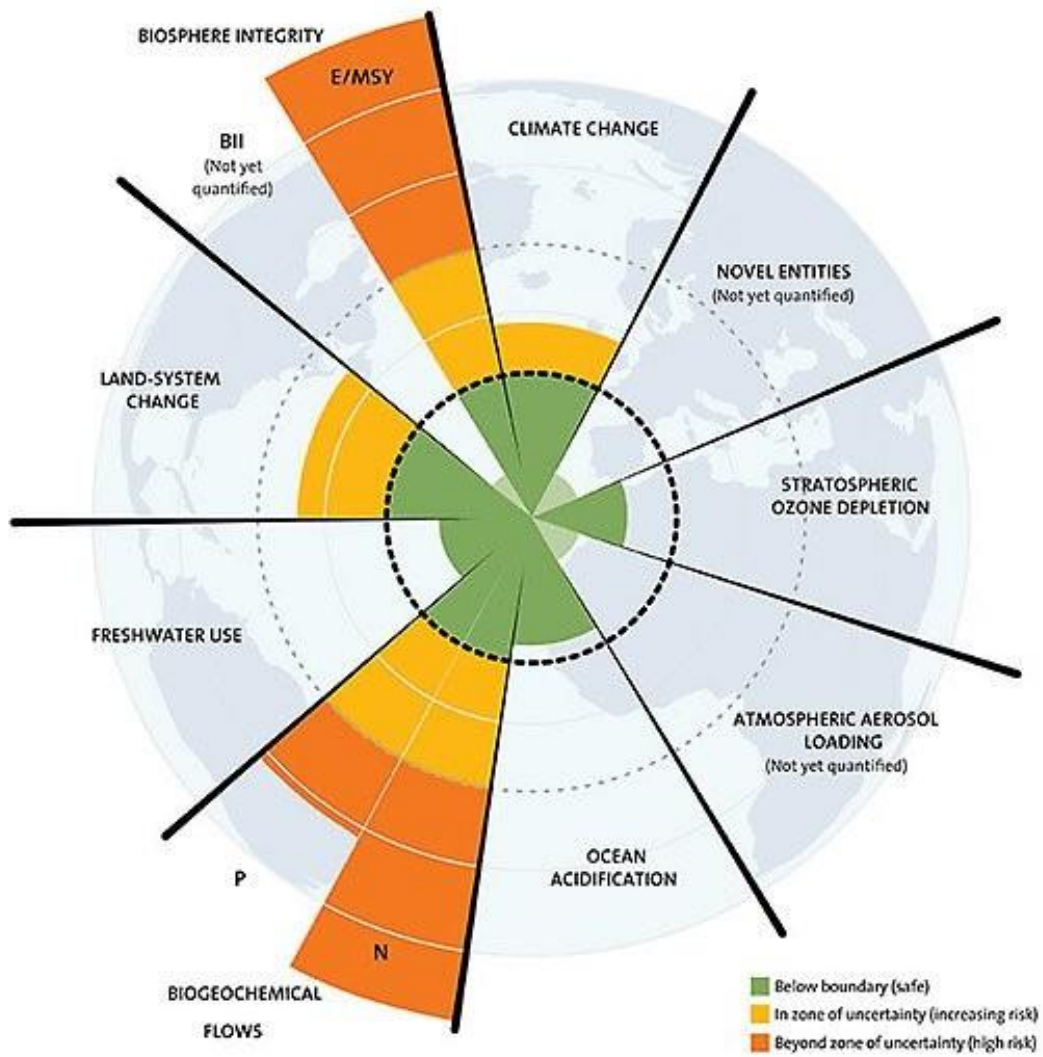 BIOSPHERE INTEGRITY
E/MSY
BII
(Not yet
quantified)
CLIMATE CHANGE
NOVEL ENTITIES
(Not yet quantified)
LAND-SYSTEM
CHANGE
STRATOSPHERIC
OZONE DEPLETION
FRESHWATER USE
ATMOSPHERIC AEROSOL
LOADING
(Not yet quantified)
OCEAN
ACIDIFICATION
P
N
BIOGEOCHEMICAL
FLOWS
Below boundary (safe)
In zone of uncertainty (increasing risk)
Beyond zone of uncertainty (high risk)